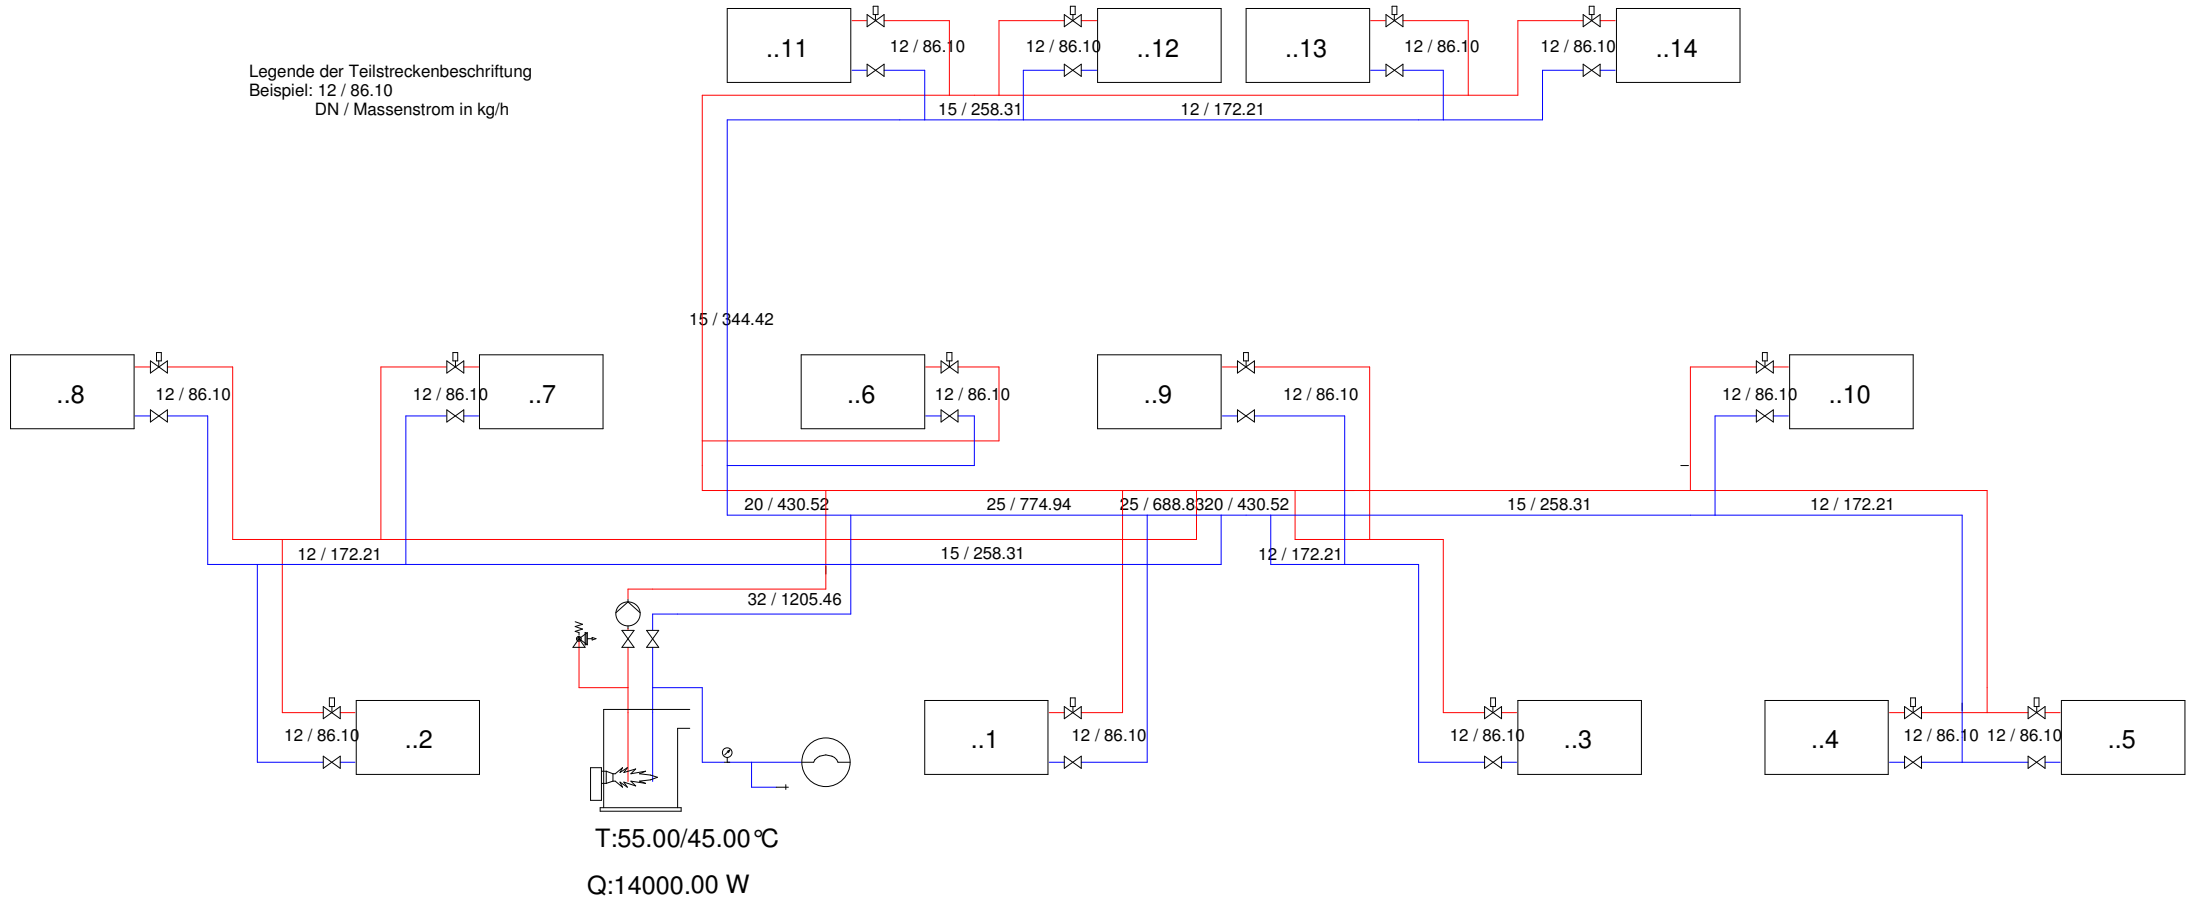 ..11
12 / 86.10
12 / 86.10
..12
..13
12 / 86.10
12 / 86.10
..14
Legende der Teilstreckenbeschriftung
Beispiel: 12 / 86.10
DN / Massenstrom in kg/h
15 / 258.31
12 / 172.21
15 / 344.42
..8
12 / 86.10
12 / 86.10
..7
..6
12 / 86.10
..9
12 / 86.10
12 / 86.10
..10
20 / 430.52
25 / 774.94
25 / 688.83
20 / 430.52
15 / 258.31
12 / 172.21
12 / 172.21
15 / 258.31
12 / 172.21
32 / 1205.46
12 / 86.10
..2
..1
12 / 86.10
12 / 86.10
..3
..4
12 / 86.10
12 / 86.10
..5
T:55.00/45.00°C
Q:14000.00 W